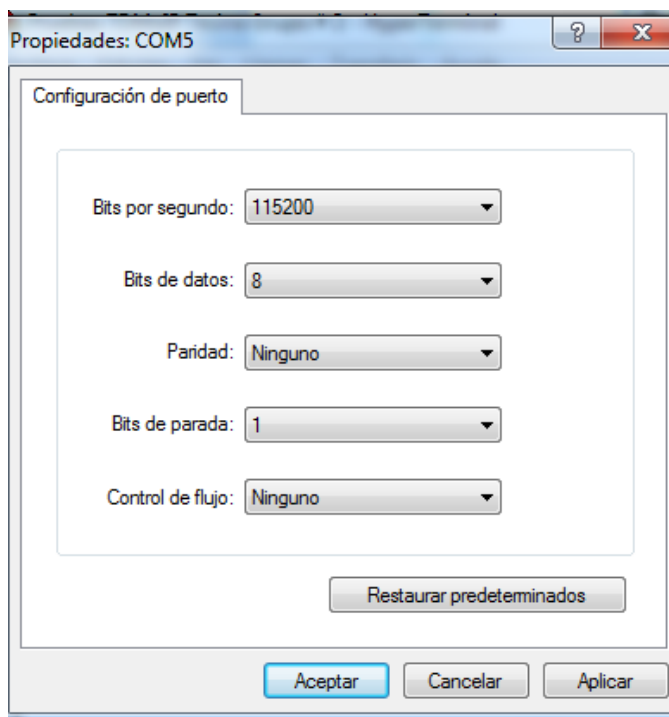 Propiedades: COM5
Configuración de puerto
Bits por segundo: 115200
Bits de datos: 8
Paridad: Ninguno
Bits de parada: 1
Control de flujo: Ninguno
Restaurar predeterminados
Aceptar Cancelar Aplicar